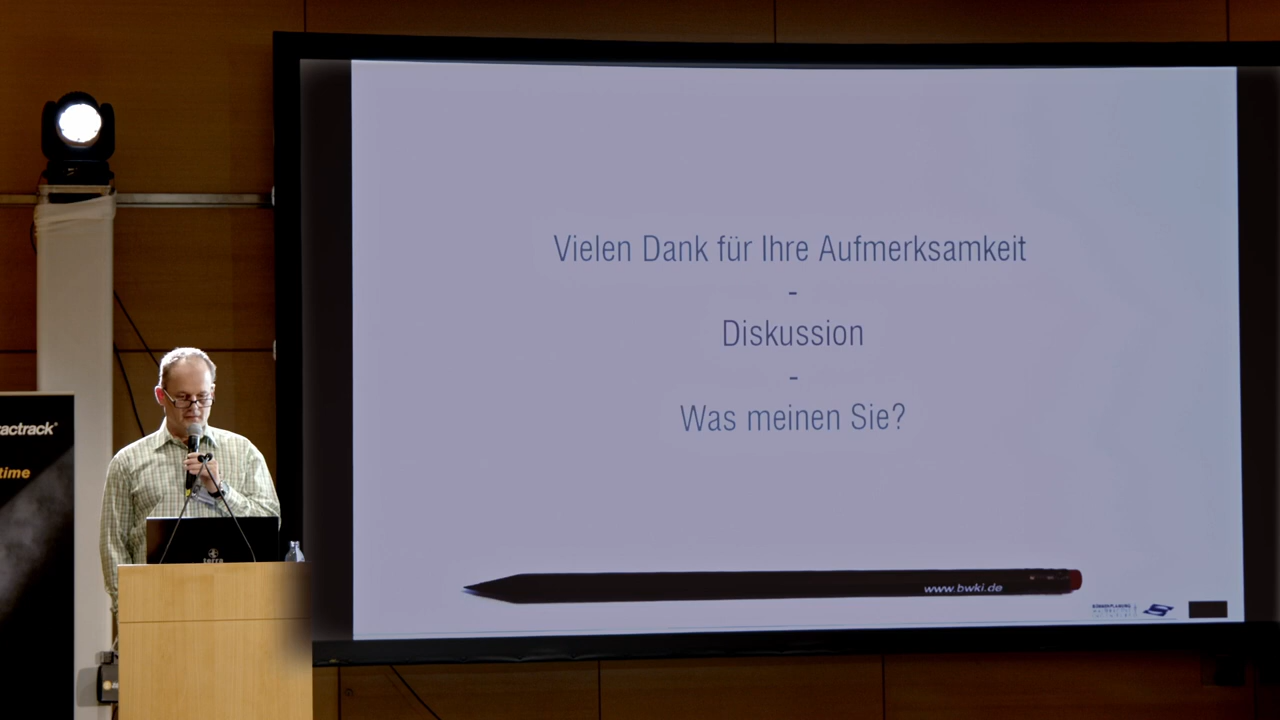 Vielen Dank für Ihre Aufmerksamkeit
-
Diskussion
-
Was meinen Sie?
www.bwki.de
actrack®
time
terra